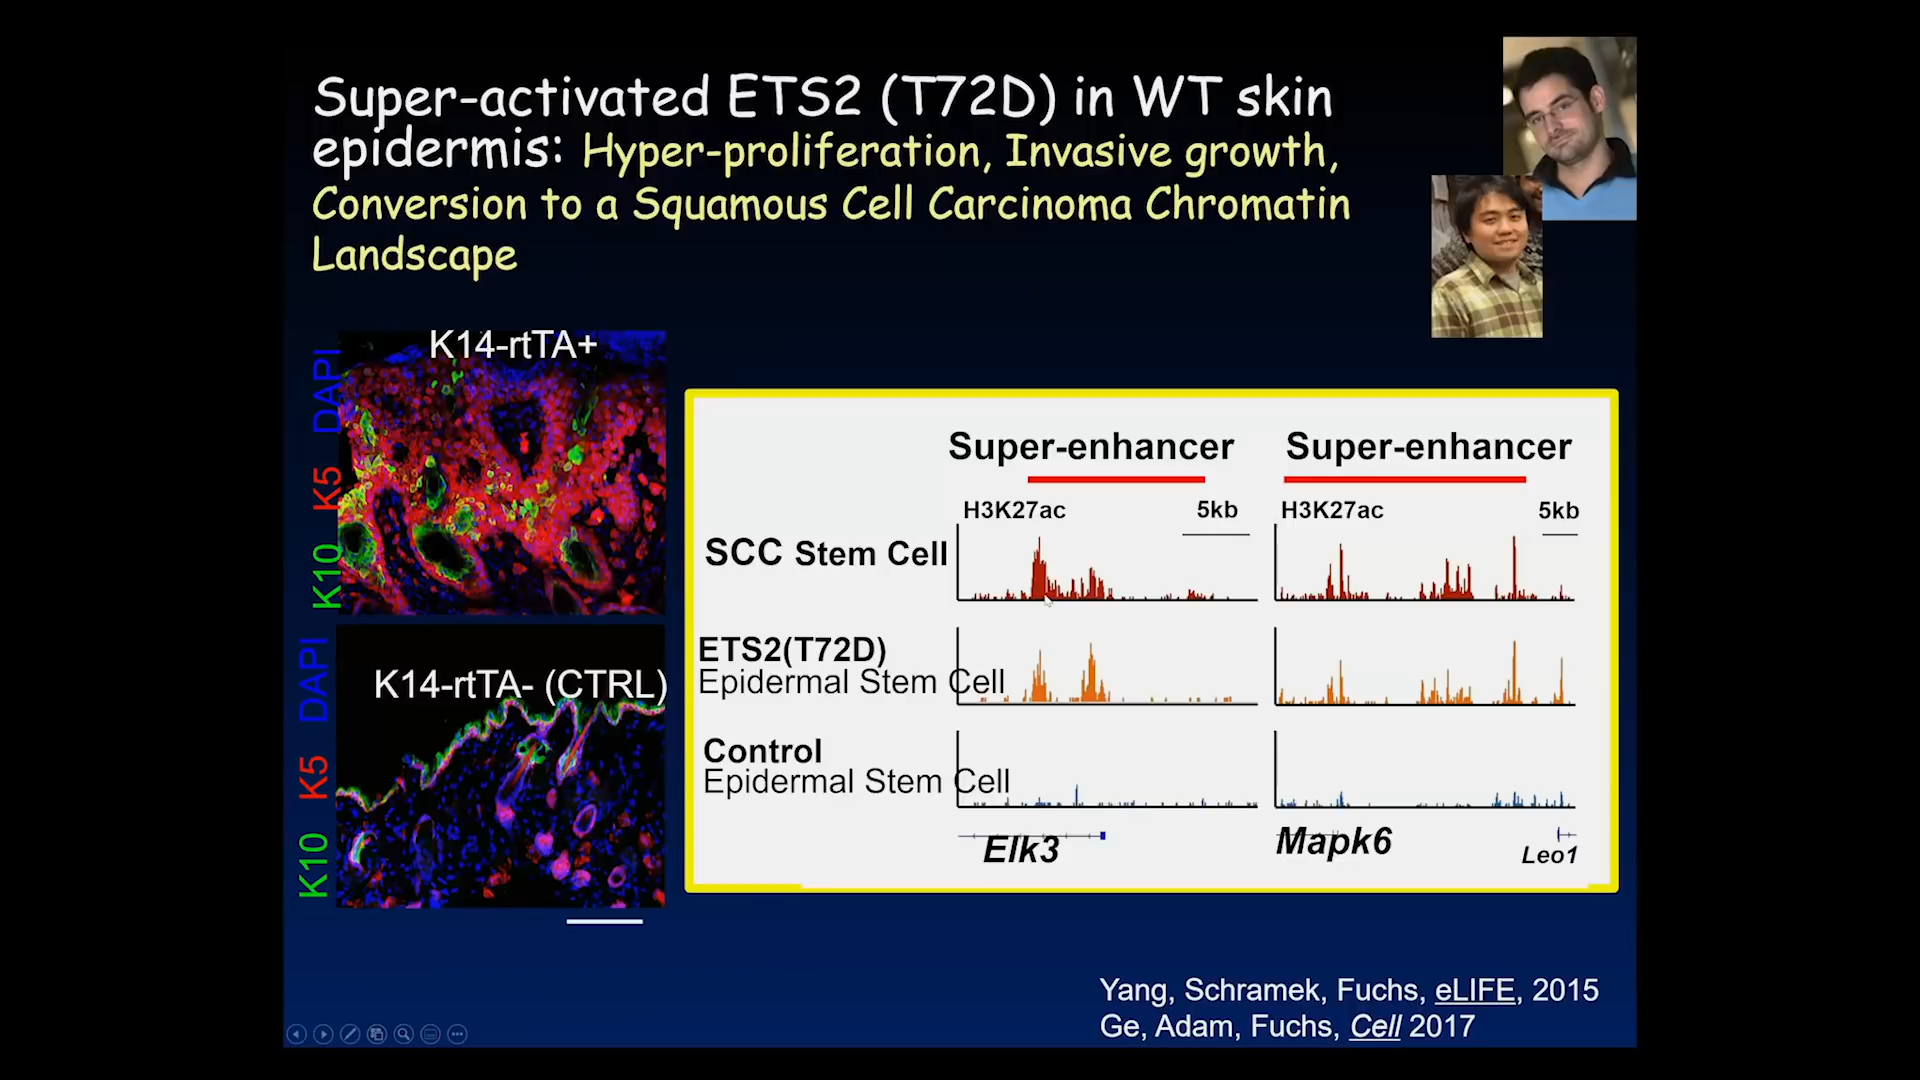 Super-activated ETS2 (T72D) in WT skin
epidermis: Hyper-proliferation, Invasive growth,
Conversion to a Squamous Cell Carcinoma Chromatin
Landscape
K14-rtTA+
K10 K5 DAPI
K14-rtTA- (CTRL)
K10 K5 DAPI
Super-enhancer Super-enhancer
H3K27ac 5kb H3K27ac 5kb
SCC Stem Cell
ETS2(T72D)
Epidermal Stem Cell
Control
Epidermal Stem Cell
Elk3 Mapk6 Leo1
Yang, Schramek, Fuchs, eLIFE, 2015
Ge, Adam, Fuchs, Cell 2017